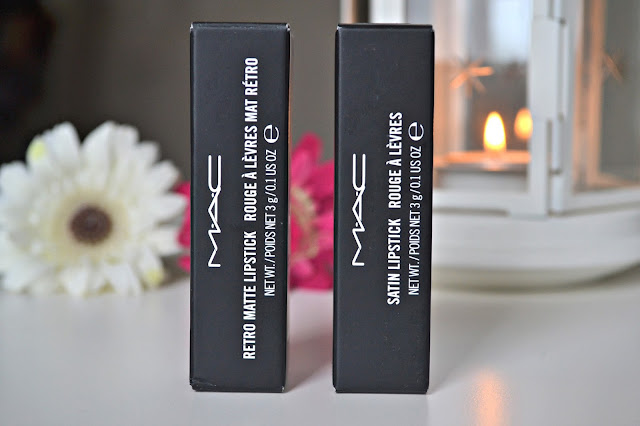 MAC
RETRO MATTE LIPSTICK ROUGE À LÈVRES MAT RÉTRO
NET WT. / POIDS NET 3 g / 0.1 US OZ ℮
MAC
SATIN LIPSTICK ROUGE À LÈVRES
NET WT. / POIDS NET 3 g / 0.1 US OZ ℮